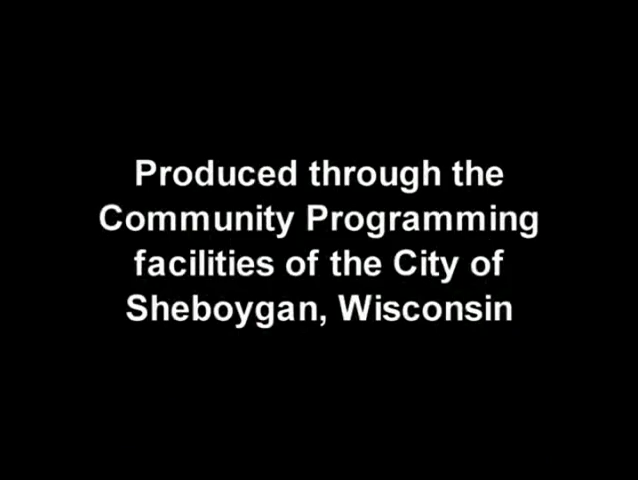 Produced through the
Community Programming
facilities of the City of
Sheboygan, Wisconsin